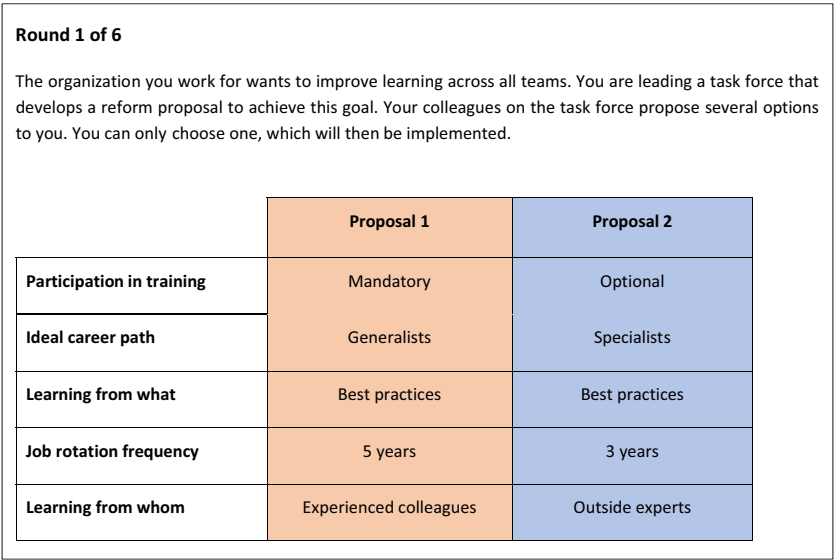 Round 1 of 6
The organization you work for wants to improve learning across all teams. You are leading a task force that
develops a reform proposal to achieve this goal. Your colleagues on the task force propose several options
to you. You can only choose one, which will then be implemented.
Proposal 1 Proposal 2
Participation in training Mandatory Optional
Ideal career path Generalists Specialists
Learning from what Best practices Best practices
Job rotation frequency 5 years 3 years
Learning from whom Experienced colleagues Outside experts